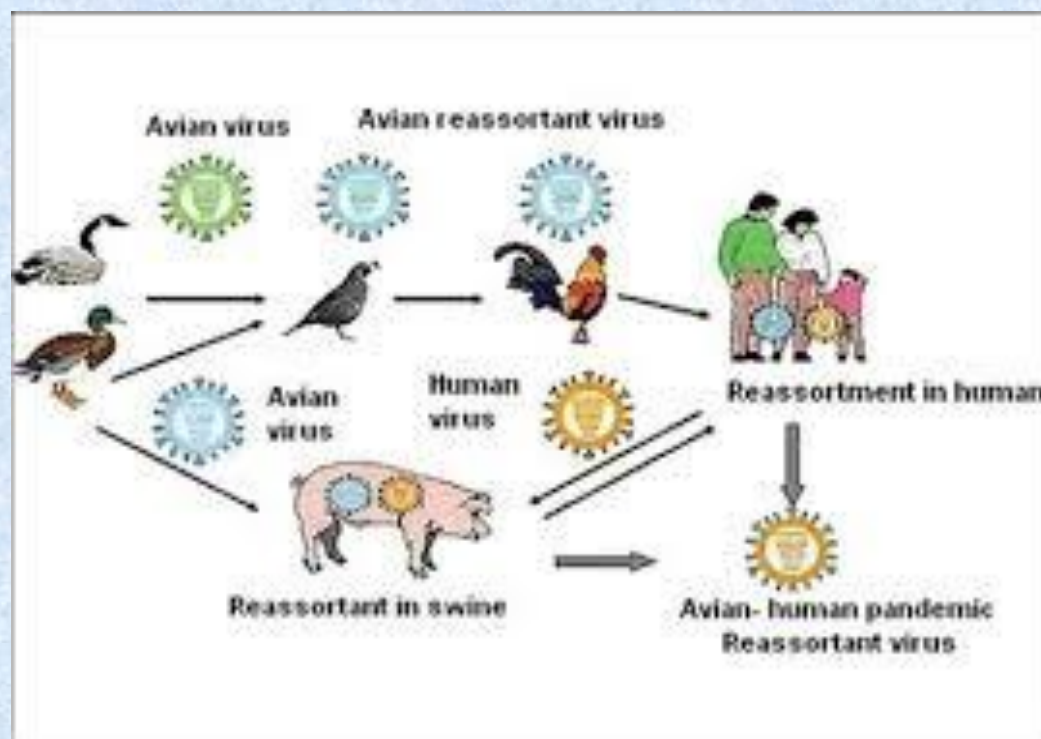 Avian virus
Avian reassortant virus
Avian
virus
Human
virus
Reassortment in human
Reassortant in swine
Avian- human pandemic
Reassortant virus